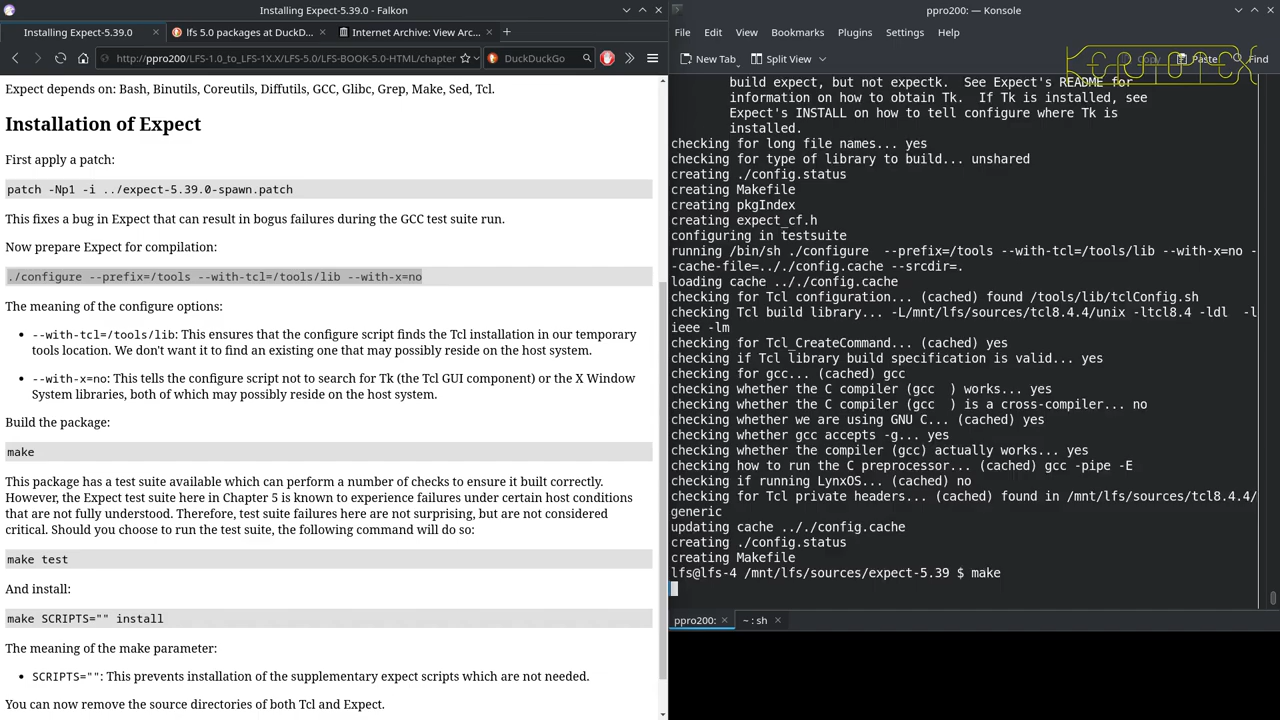 Installing Expect-5.39.0 - Falkon
Installing Expect-5.39.0
lfs 5.0 packages at DuckD...
Internet Archive: View Arc...
http://ppro200/LFS-1.0_to_LFS-1X.X/LFS-5.0/LFS-BOOK-5.0-HTML/chapter
DuckDuckGo
Expect depends on: Bash, Binutils, Coreutils, Diffutils, GCC, Glibc, Grep, Make, Sed, Tcl.
Installation of Expect
First apply a patch:
patch -Np1 -i ../expect-5.39.0-spawn.patch
This fixes a bug in Expect that can result in bogus failures during the GCC test suite run.
Now prepare Expect for compilation:
./configure --prefix=/tools --with-tcl=/tools/lib --with-x=no
The meaning of the configure options:
• --with-tcl=/tools/lib: This ensures that the configure script finds the Tcl installation in our temporary
tools location. We don't want it to find an existing one that may possibly reside on the host system.
• --with-x=no: This tells the configure script not to search for Tk (the Tcl GUI component) or the X Window
System libraries, both of which may possibly reside on the host system.
Build the package:
make
This package has a test suite available which can perform a number of checks to ensure it built correctly.
However, the Expect test suite here in Chapter 5 is known to experience failures under certain host conditions
that are not fully understood. Therefore, test suite failures here are not surprising, but are not considered
critical. Should you choose to run the test suite, the following command will do so:
make test
And install:
make SCRIPTS="" install
The meaning of the make parameter:
• SCRIPTS="": This prevents installation of the supplementary expect scripts which are not needed.
You can now remove the source directories of both Tcl and Expect.
ppro200: — Konsole
File Edit View Bookmarks Plugins Settings Help
New Tab Split View Copy Paste Find
build expect, but not expectk.  See Expect's README for
information on how to obtain Tk.  If Tk is installed, see
Expect's INSTALL on how to tell configure where Tk is
installed.
checking for long file names... yes
checking for type of library to build... unshared
creating ./config.status
creating Makefile
creating pkgIndex
creating expect_cf.h
configuring in testsuite
running /bin/sh ./configure  --prefix=/tools --with-tcl=/tools/lib --with-x=no -
-cache-file=.././config.cache --srcdir=.
loading cache .././config.cache
checking for Tcl configuration... (cached) found /tools/lib/tclConfig.sh
checking Tcl build library... -L/mnt/lfs/sources/tcl8.4.4/unix -ltcl8.4 -ldl  -l
ieee -lm
checking for Tcl_CreateCommand... (cached) yes
checking if Tcl library build specification is valid... yes
checking for gcc... (cached) gcc
checking whether the C compiler (gcc  ) works... yes
checking whether the C compiler (gcc  ) is a cross-compiler... no
checking whether we are using GNU C... (cached) yes
checking whether gcc accepts -g... yes
checking whether the compiler (gcc) actually works... yes
checking how to run the C preprocessor... (cached) gcc -pipe -E
checking if running LynxOS... (cached) no
checking for Tcl private headers... (cached) found in /mnt/lfs/sources/tcl8.4.4/
generic
updating cache .././config.cache
creating ./config.status
creating Makefile
lfs@lfs-4 /mnt/lfs/sources/expect-5.39 $ make
ppro200:
~ : sh